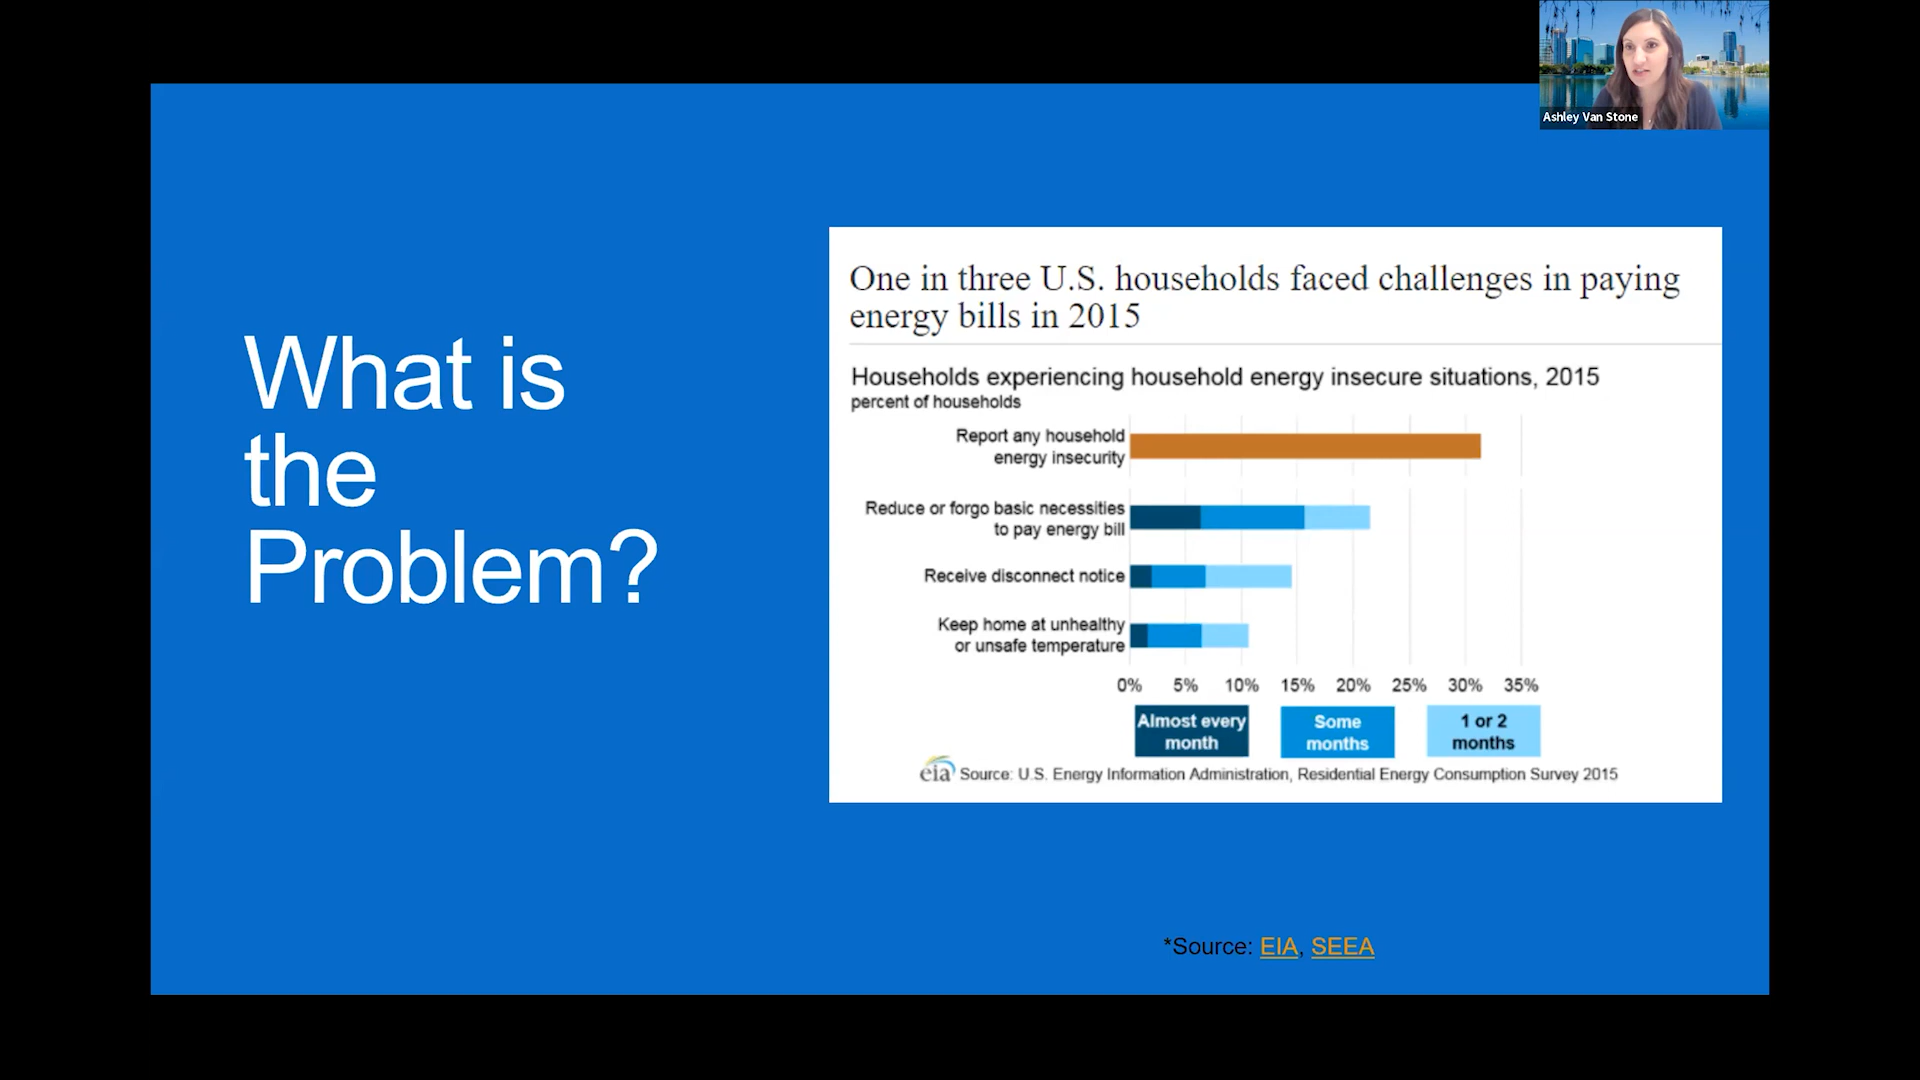 Ashley Van Stone
What is
the
Problem?
One in three U.S. households faced challenges in paying
energy bills in 2015
Households experiencing household energy insecure situations, 2015
percent of households
Report any household
energy insecurity
Reduce or forgo basic necessities
to pay energy bill
Receive disconnect notice
Keep home at unhealthy
or unsafe temperature
0% 5% 10% 15% 20% 25% 30% 35%
Almost every
month
Some
months
1 or 2
months
eia Source: U.S. Energy Information Administration, Residential Energy Consumption Survey 2015
*Source: EIA, SEEA